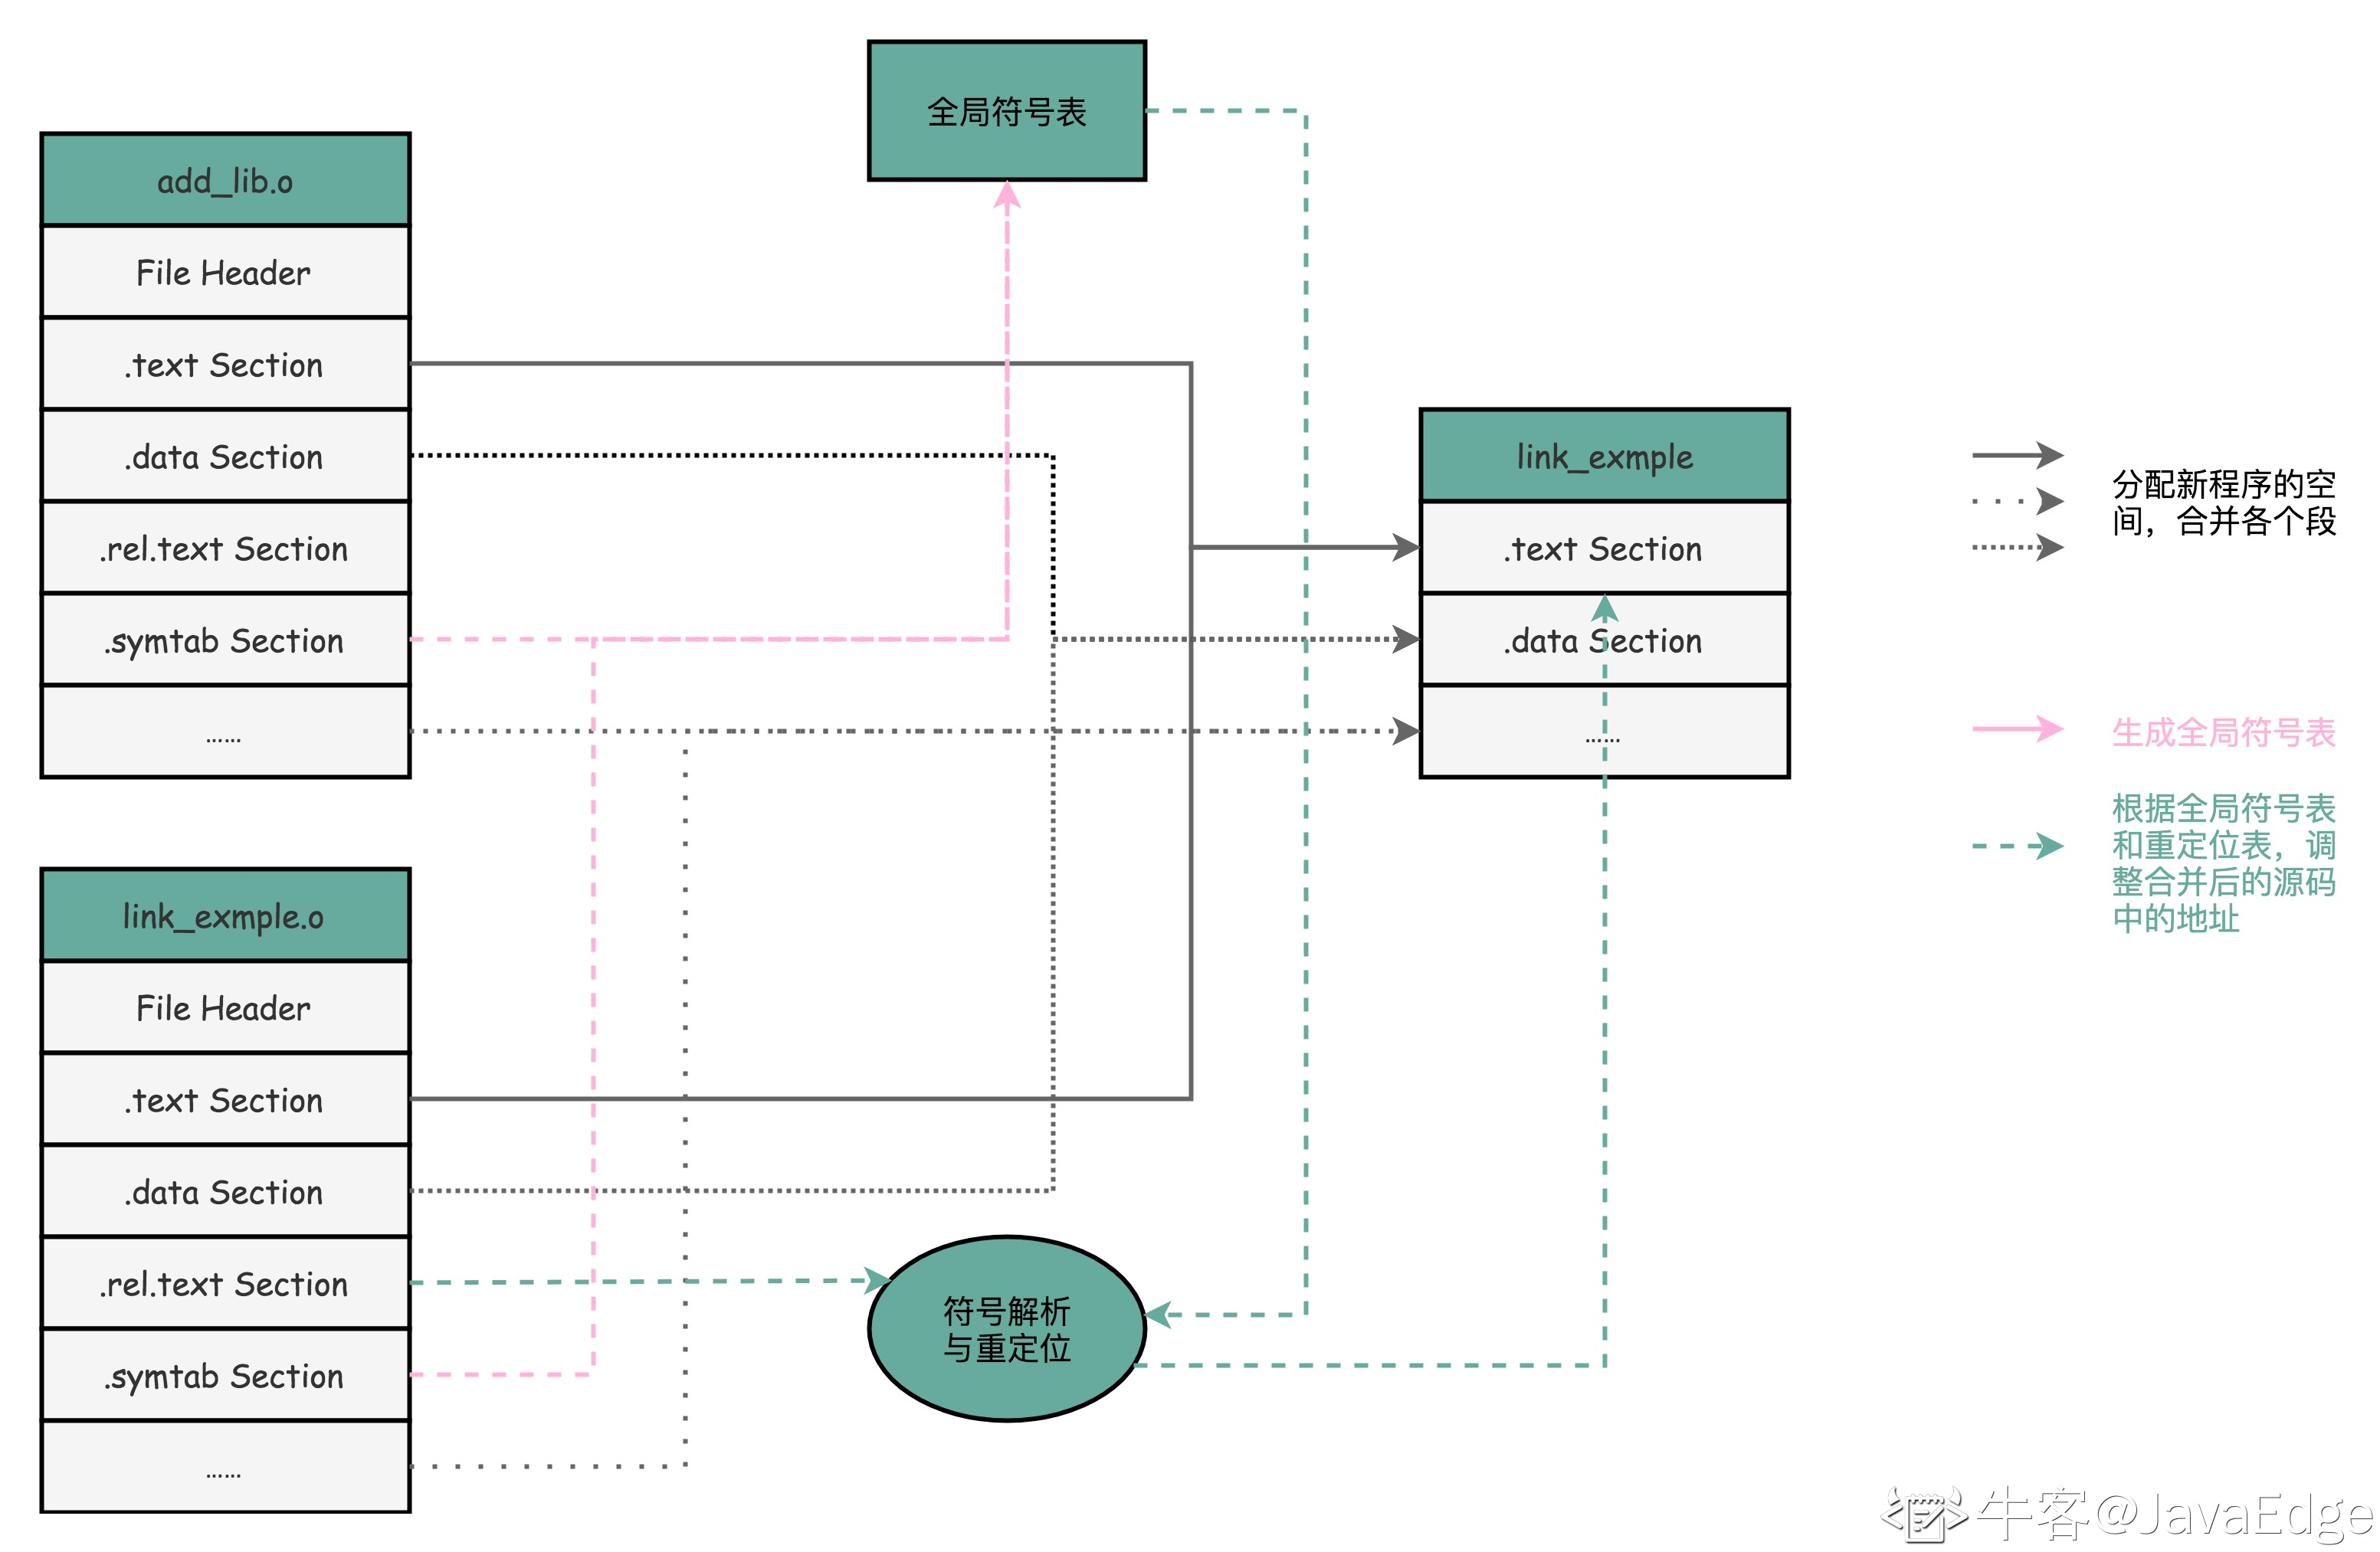 全局符号表
add_lib.o
File Header
.text Section
.data Section
.rel.text Section
.symtab Section
......
link_exmple.o
File Header
.text Section
.data Section
.rel.text Section
.symtab Section
......
符号解析
与重定位
link_exmple
.text Section
.data Section
......
分配新程序的空
间，合并各个段
生成全局符号表
根据全局符号表
和重定位表，调
整合并后的源码
中的地址
牛客@JavaEdge